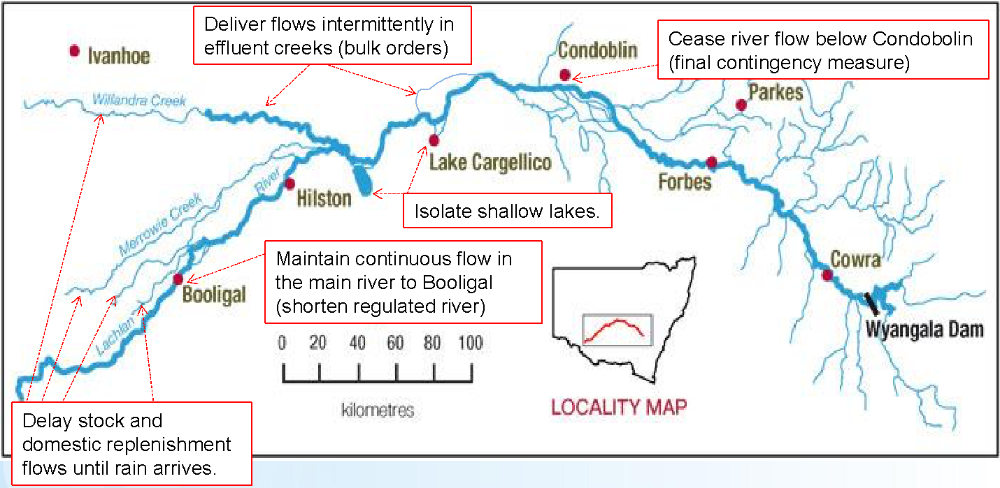 Deliver flows intermittently in
effluent creeks (bulk orders)
Cease river flow below Condobolin
(final contingency measure)
Ivanhoe
Condoblin
Parkes
Willandra Creek
Lake Cargellico
Forbes
River
Hilston
Isolate shallow lakes.
Merrowie Creek
Maintain continuous flow in
the main river to Booligal
(shorten regulated river)
Cowra
Booligal
Lachlan
Wyangala Dam
0 20 40 60 80 100
kilometres
LOCALITY MAP
Delay stock and
domestic replenishment
flows until rain arrives.